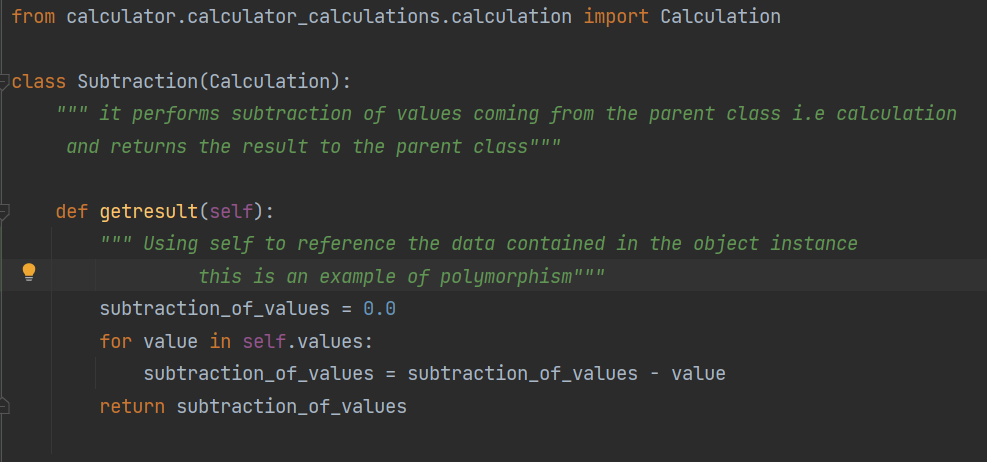 from calculator.calculator_calculations.calculation import Calculation
class Subtraction(Calculation):
""" it performs subtraction of values coming from the parent class i.e calculation
and returns the result to the parent class"""
def getresult(self):
""" Using self to reference the data contained in the object instance
this is an example of polymorphism"""
subtraction_of_values = 0.0
for value in self.values:
subtraction_of_values = subtraction_of_values - value
return subtraction_of_values